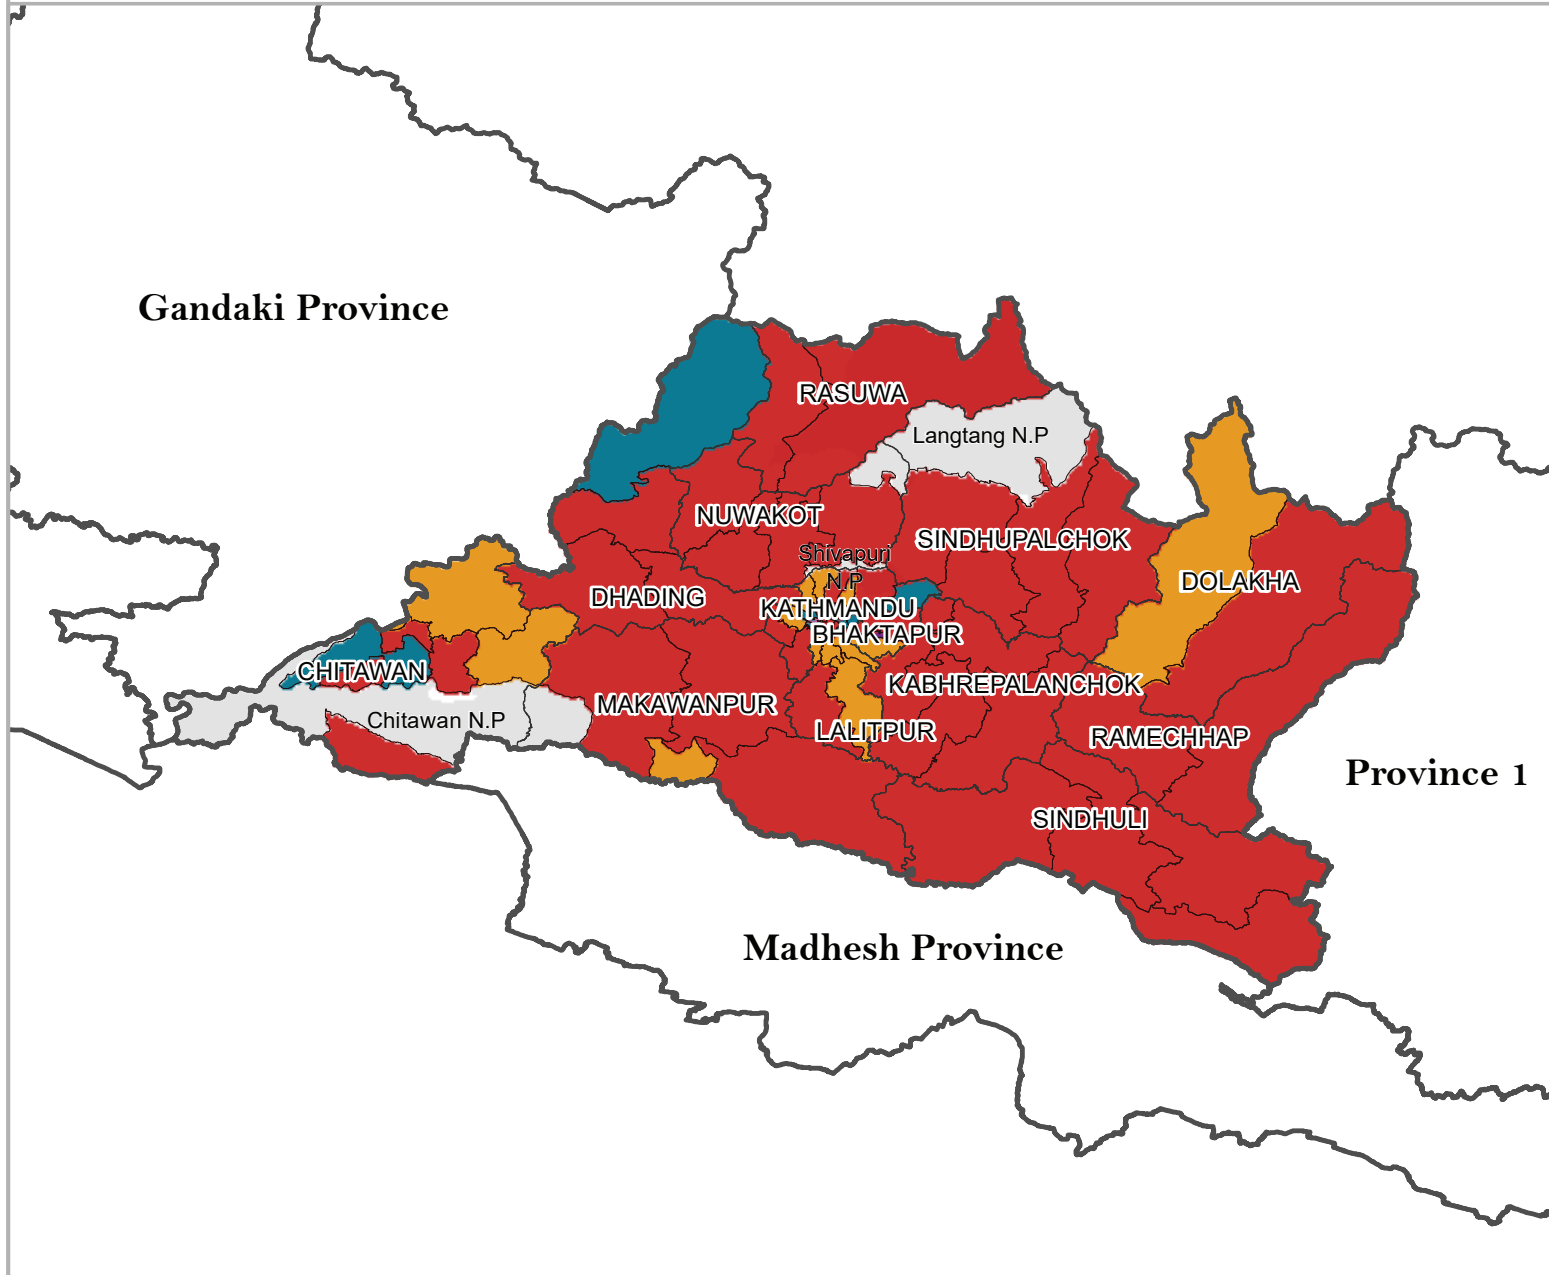 Gandaki Province
RASUWA
Langtang N.P
NUWAKOT
SINDHUPALCHOK
Shivapuri
N.P
DOLAKHA
DHADING
KATHMANDU
BHAKTAPUR
CHITAWAN
KABHREPALANCHOK
MAKAWANPUR
Chitawan N.P
LALITPUR
RAMECHHAP
Province 1
SINDHULI
Madhesh Province